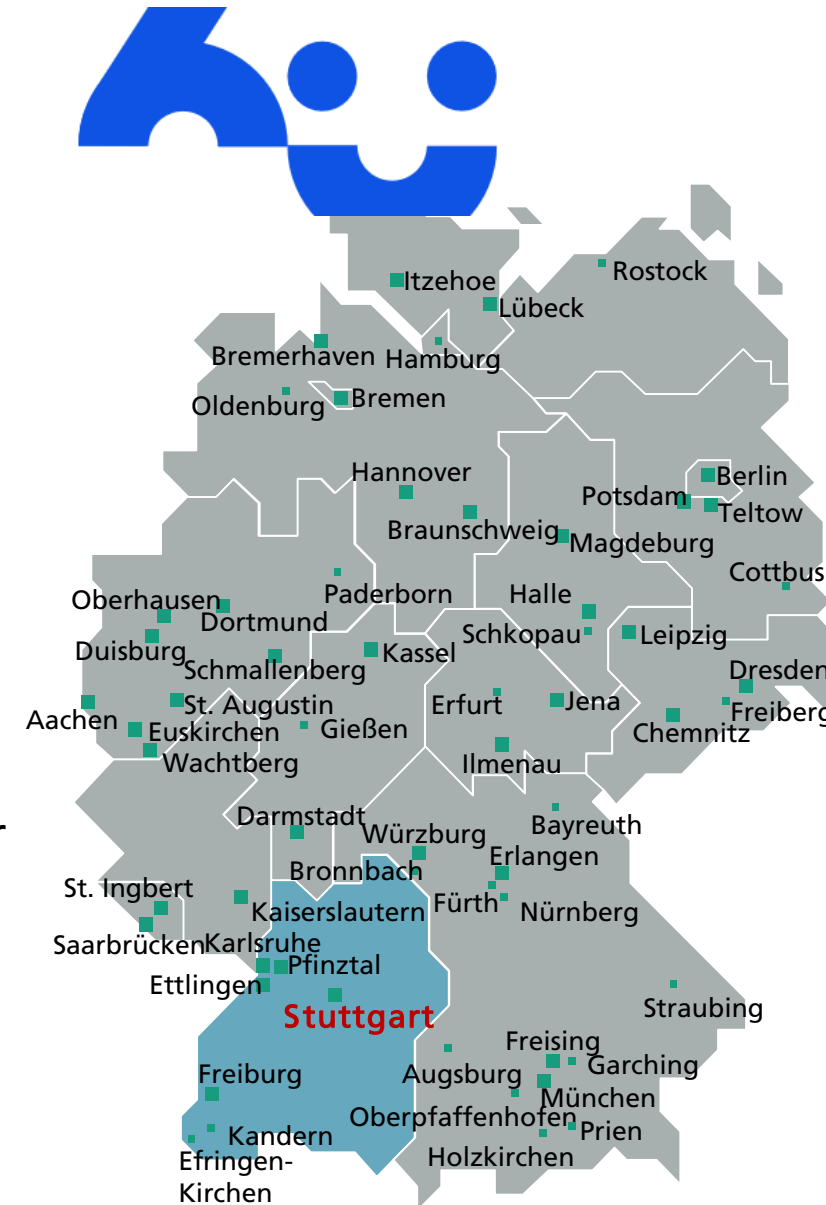 Itzehoe
Rostock
Lübeck
Bremerhaven
Hamburg
Oldenburg
Bremen
Hannover
Berlin
Potsdam
Teltow
Braunschweig
Magdeburg
Cottbus
Paderborn
Halle
Oberhausen
Dortmund
Schkopau
Leipzig
Duisburg
Schmallenberg
Kassel
Dresden
St. Augustin
Erfurt
Jena
Freiberg
Aachen
Euskirchen
Gießen
Chemnitz
Wachtberg
Ilmenau
Darmstadt
Würzburg
Bayreuth
Erlangen
Bronnbach
St. Ingbert
Kaiserslautern
Fürth
Nürnberg
Saarbrücken
Karlsruhe
Pfinztal
Ettlingen
Stuttgart
Straubing
Freising
Garching
Freiburg
Augsburg
München
Oberpfaffenhofen
Prien
Kandern
Holzkirchen
Efringen-
Kirchen